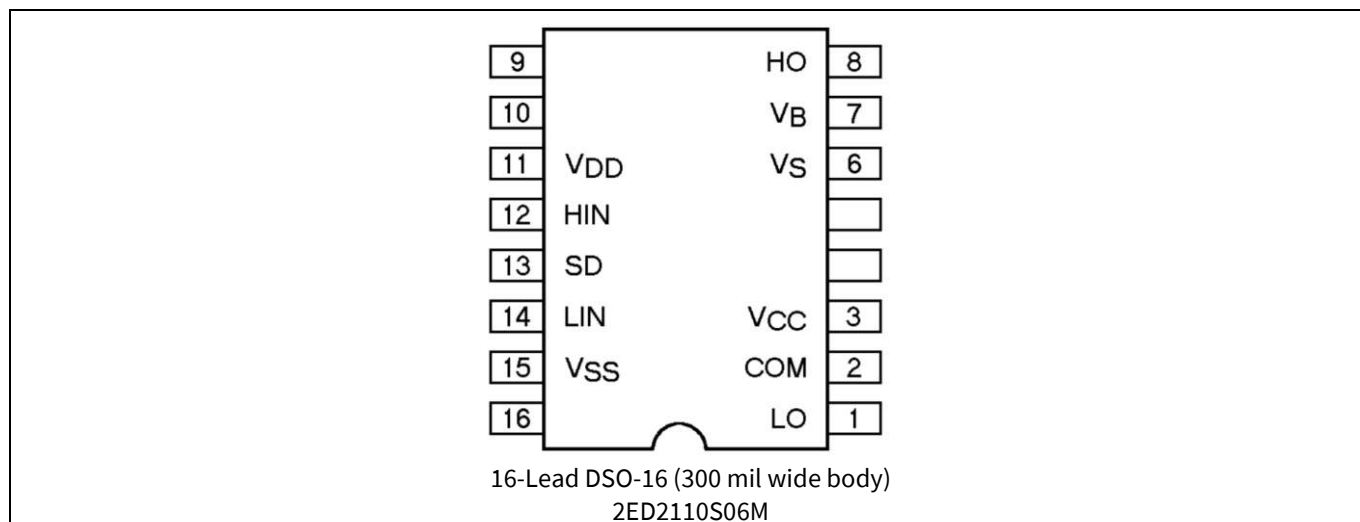 9 HO 8
10 VB 7
11 VDD VS 6
12 HIN
13 SD
14 LIN VCC 3
15 VSS COM 2
16 LO 1
16-Lead DSO-16 (300 mil wide body)
2ED2110S06M